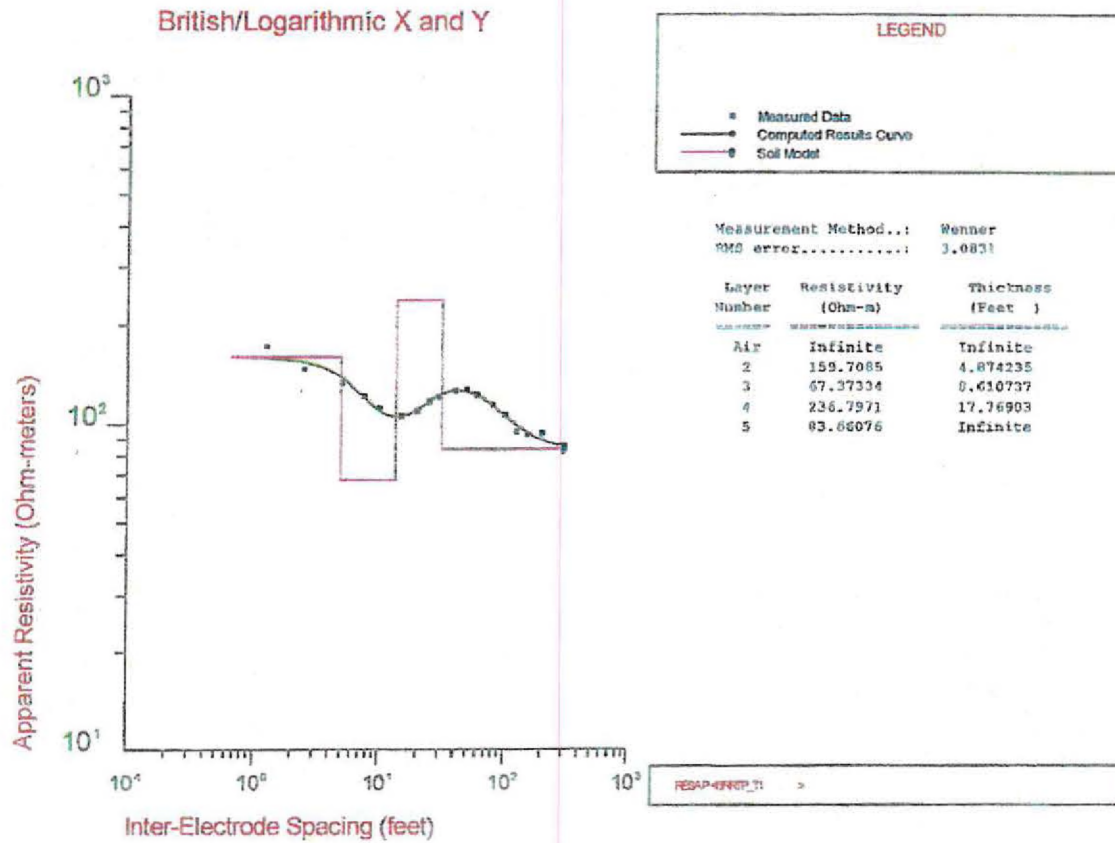 British/Logarithmic X and Y
10³
10²
10¹
Apparent Resistivity (Ohm-meters)
10⁻¹ 10⁰ 10¹ 10² 10³
Inter-Electrode Spacing (feet)
LEGEND
Measured Data
Computed Results Curve
Soil Model
Measurement Method..: Wenner
RMS error...........: 3.0831
Layer Resistivity Thickness
Number (Ohm-m) (Feet )
Air Infinite Infinite
2 159.7085 4.874235
3 67.37334 8.610737
4 236.7971 17.76903
5 83.66076 Infinite
>